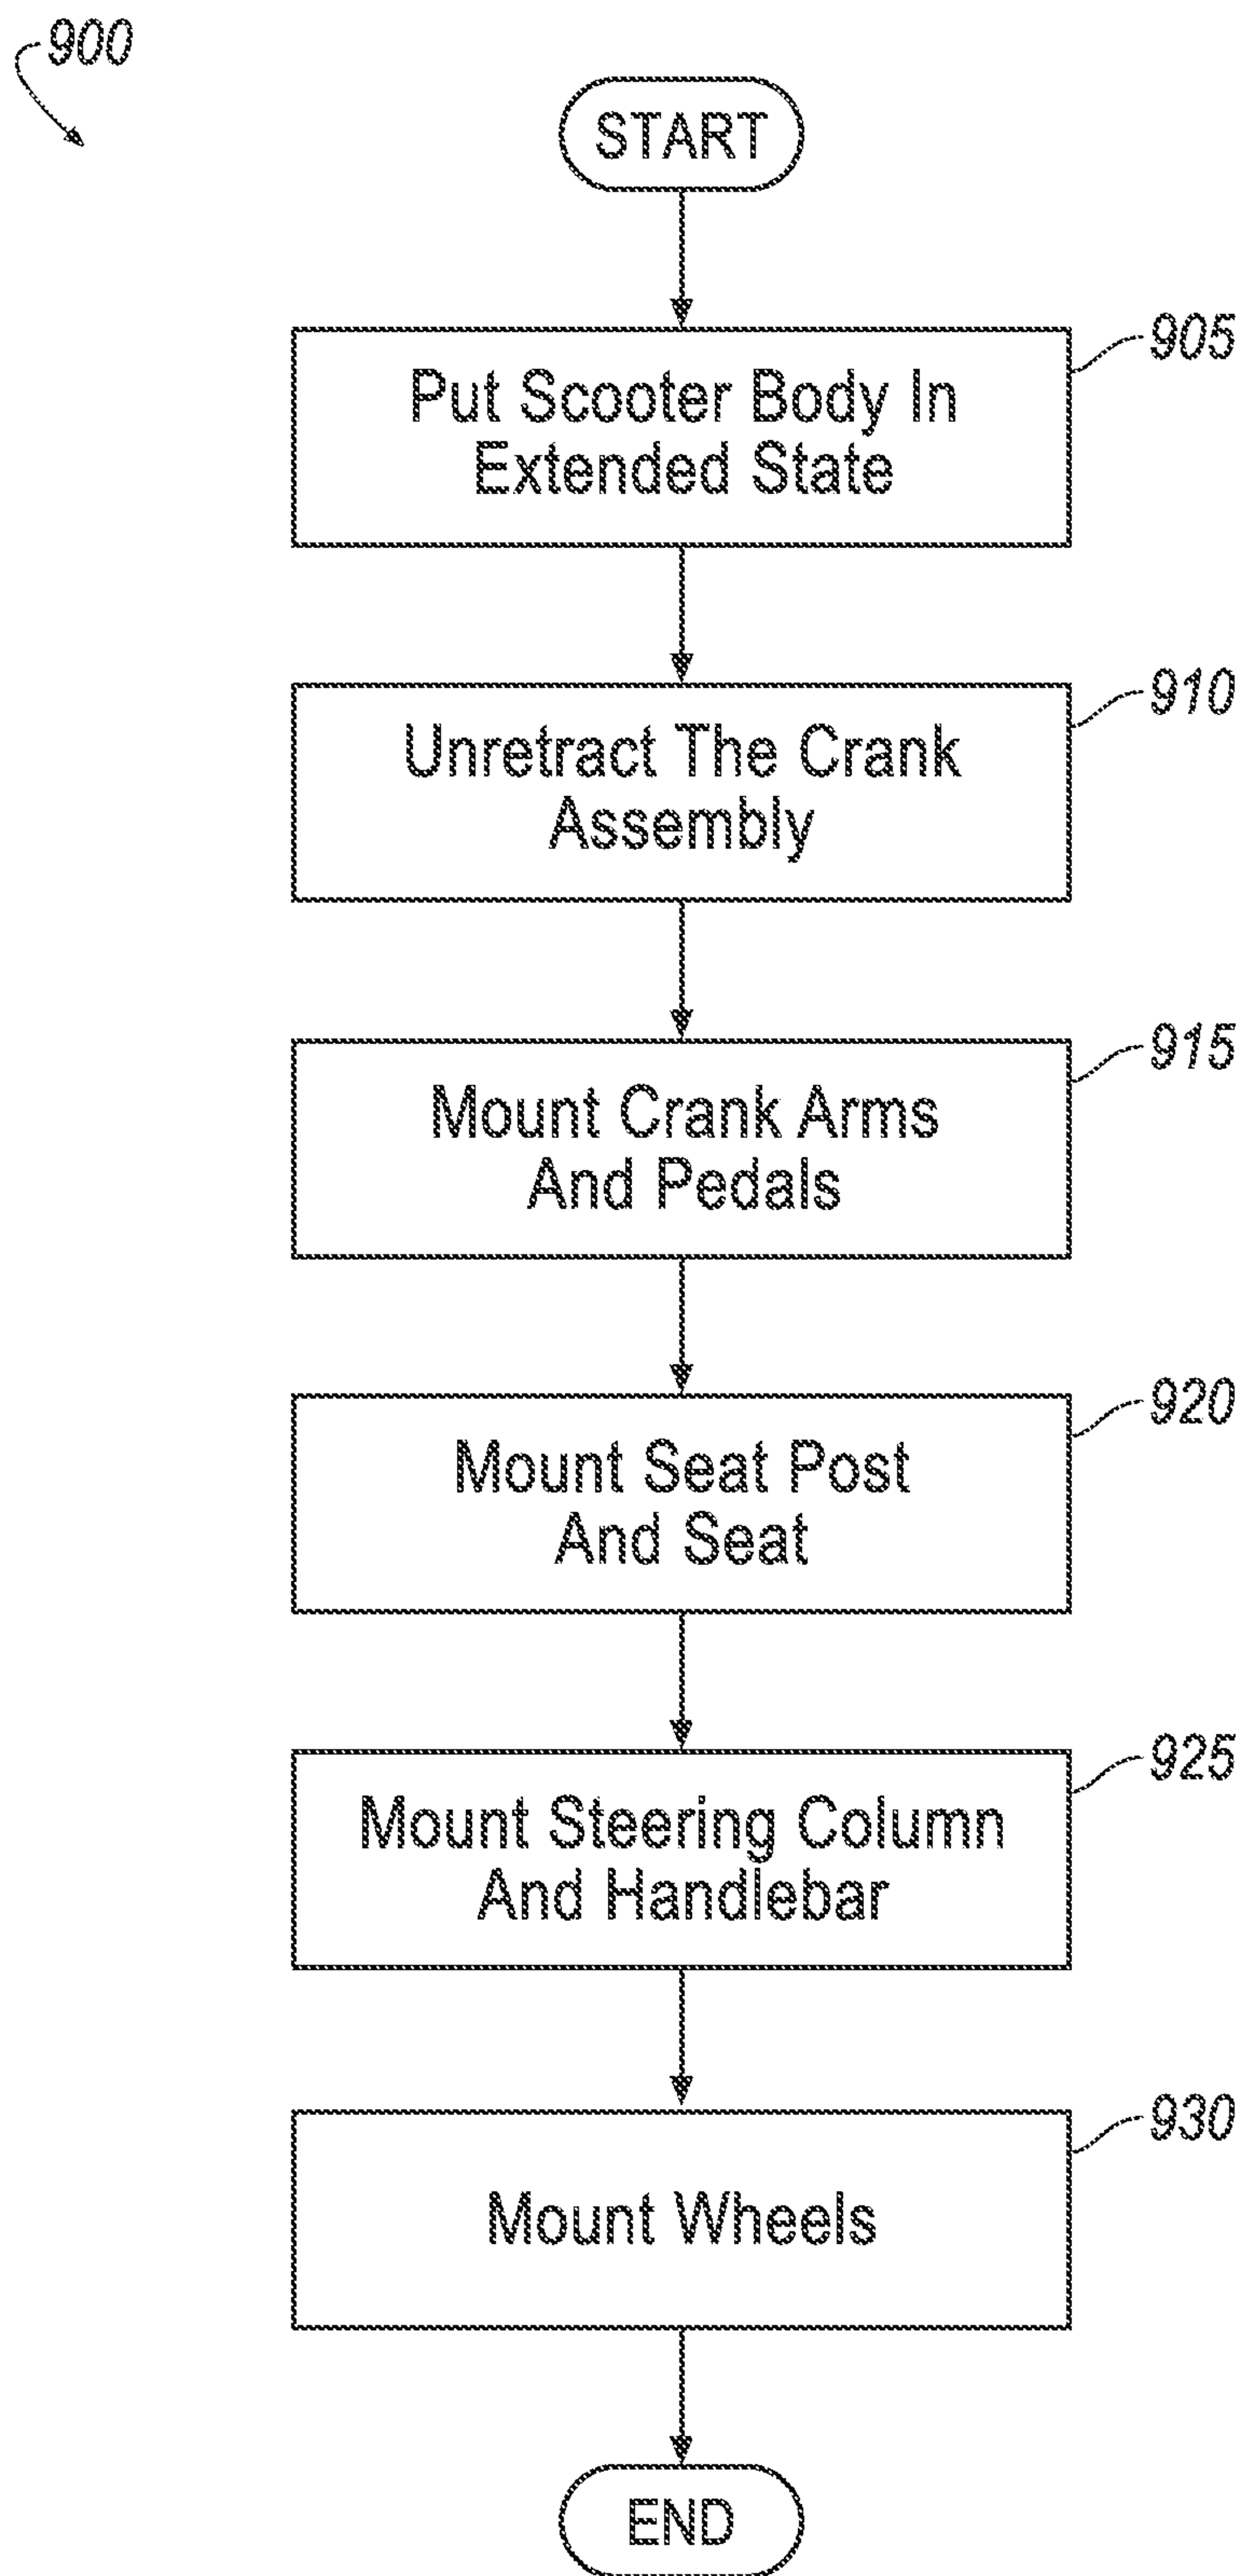 900
START
905
Put Scooter Body In
Extended State
910
Unretract The Crank
Assembly
915
Mount Crank Arms
And Pedals
920
Mount Seat Post
And Seat
925
Mount Steering Column
And Handlebar
930
Mount Wheels
END